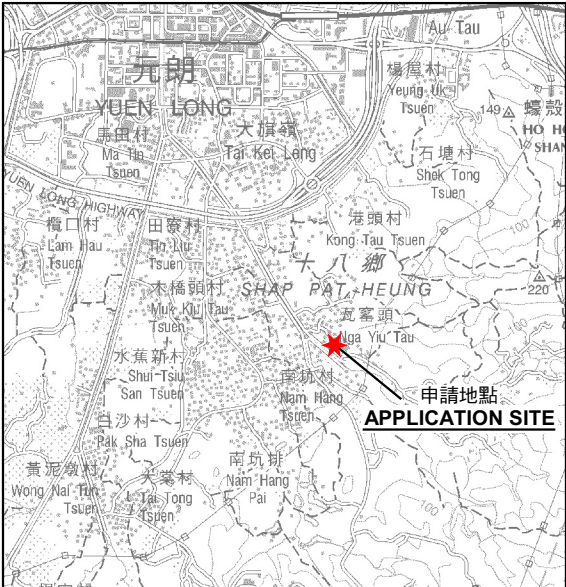 Au Tau
元朗
楊屋村
Yeung Uk
Tsuen
YUEN LONG
149
蠔殼
HO HO
SHAN
馬田村
Ma Tin
Tsuen
大旗嶺
Tai Kei Leng
石塘村
Shek Tong
Tsuen
YUEN LONG HIGHWAY
欖口村
Lam Hau
Tsuen
田寮村
Tin Liu
Tsuen
港頭村
Kong Tau Tsuen
100
十八鄉
SHAP PAT HEUNG
220
木橋頭村
Muk Kiu Tau
Tsuen
瓦窰頭
Nga Yiu Tau
水蕉新村
Shui Tsiu
San Tsuen
南坑村
Nam Hang
Tsuen
申請地點
APPLICATION SITE
白沙村
Pak Sha Tsuen
黃泥墩村
Wong Nai Tun
Tsuen
大棠村
Tai Tong
Tsuen
南坑排
Nam Hang
Pai
100